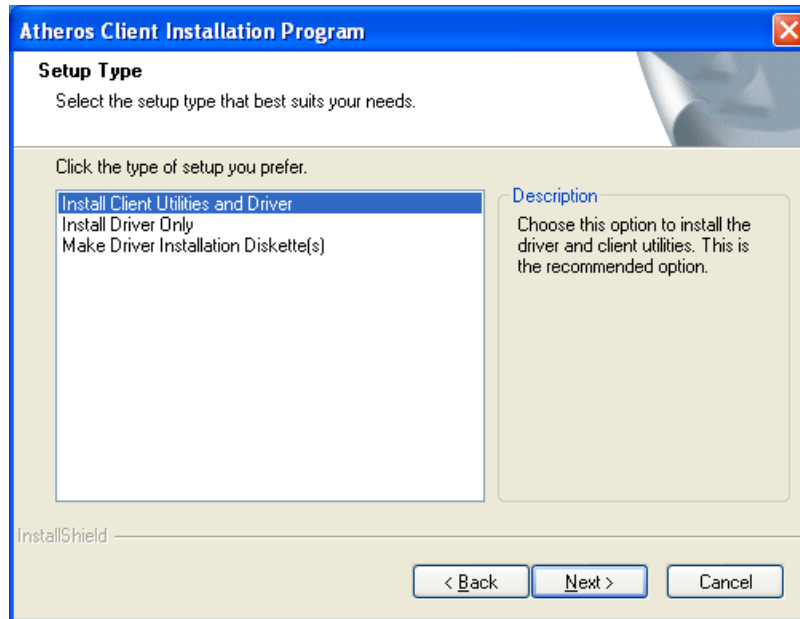 Atheros Client Installation Program
Setup Type
Select the setup type that best suits your needs.
Click the type of setup you prefer.
Install Client Utilities and Driver
Install Driver Only
Make Driver Installation Diskette(s)
Description
Choose this option to install the
driver and client utilities. This is
the recommended option.
InstallShield
< Back
Next >
Cancel